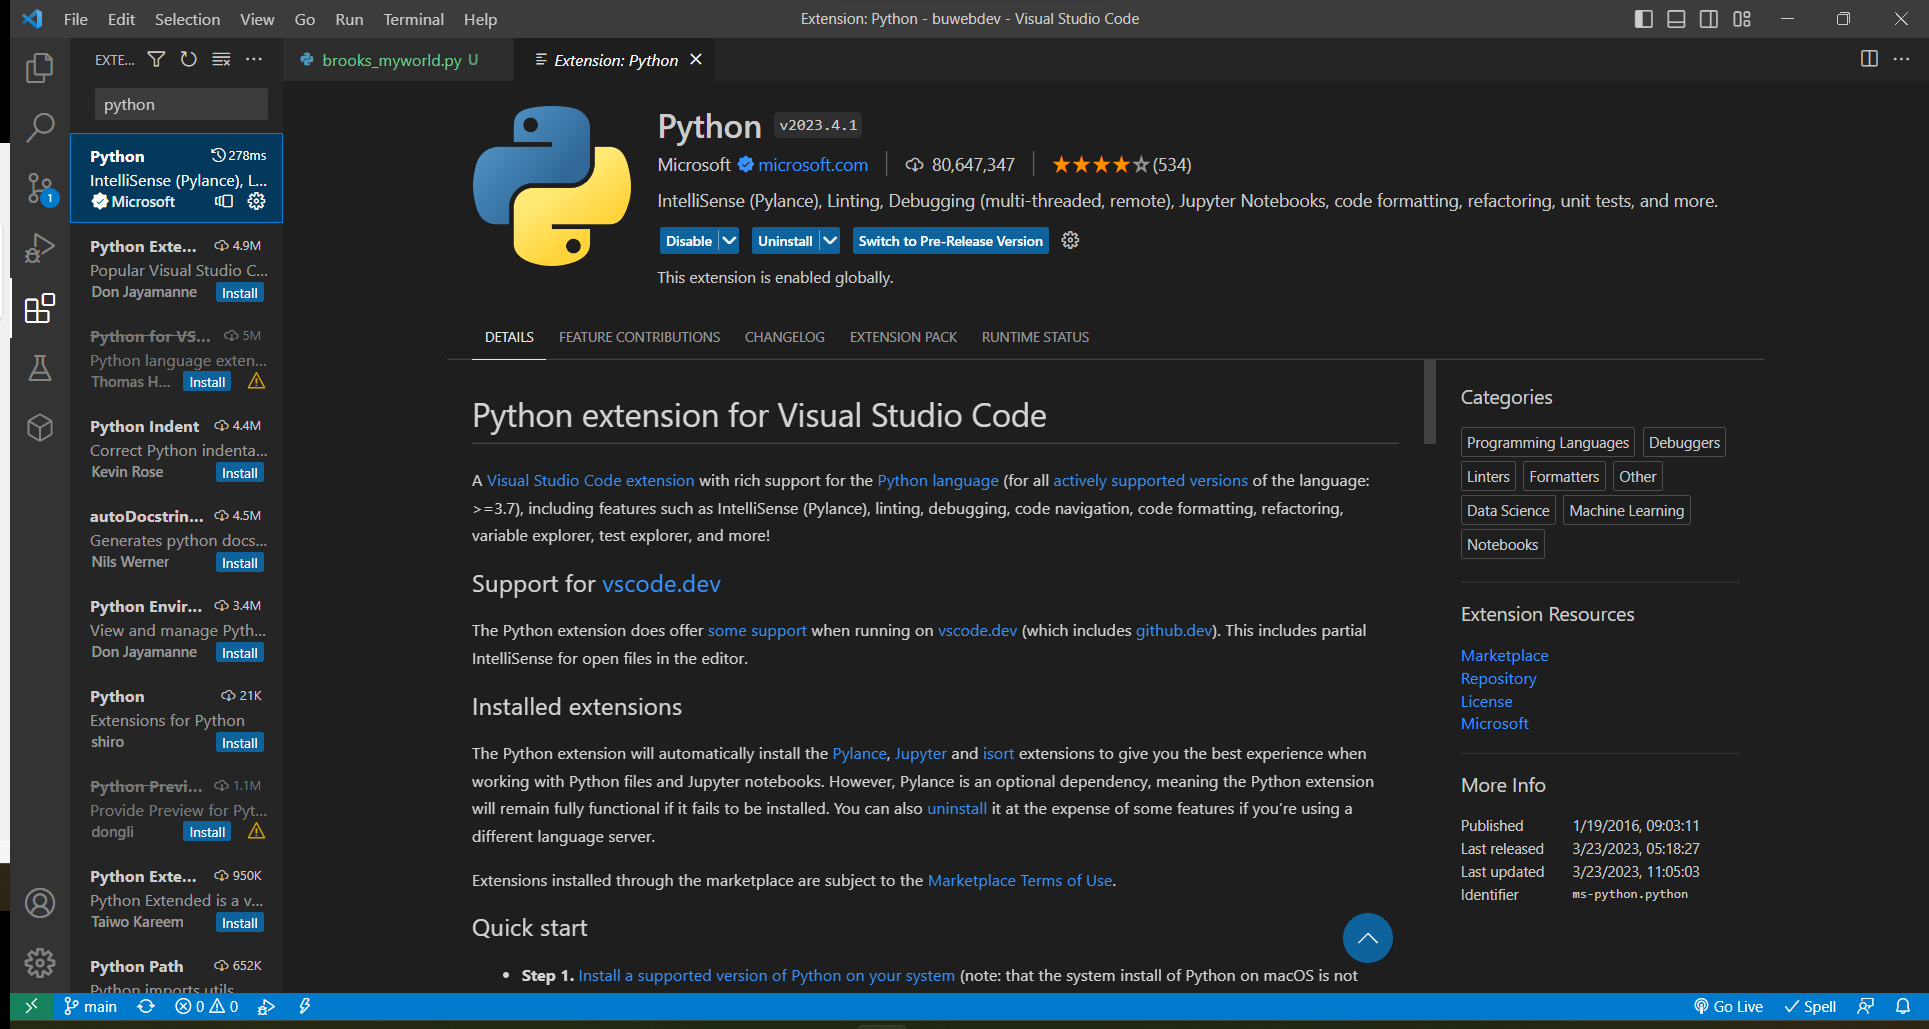 File Edit Selection View Go Run Terminal Help
Extension: Python - buwebdev - Visual Studio Code
EXTE...
brooks_myworld.py U
Extension: Python
python
Python 278ms
IntelliSense (Pylance), L...
Microsoft
Python Exte... 4.9M
Popular Visual Studio C...
Don Jayamanne Install
Python for VS... 5M
Python language exten...
Thomas H... Install
Python Indent 4.4M
Correct Python indenta...
Kevin Rose Install
autoDocstrin... 4.5M
Generates python docs...
Nils Werner Install
Python Envir... 3.4M
View and manage Pyth...
Don Jayamanne Install
Python 21K
Extensions for Python
shiro Install
Python Previ... 1.1M
Provide Preview for Pyt...
dongli Install
Python Exte... 950K
Python Extended is a v...
Taiwo Kareem Install
Python Path 652K
Python imports utils
1
Python v2023.4.1
Microsoft microsoft.com 80,647,347 (534)
IntelliSense (Pylance), Linting, Debugging (multi-threaded, remote), Jupyter Notebooks, code formatting, refactoring, unit tests, and more.
Disable Uninstall Switch to Pre-Release Version
This extension is enabled globally.
DETAILS FEATURE CONTRIBUTIONS CHANGELOG EXTENSION PACK RUNTIME STATUS
Python extension for Visual Studio Code
A Visual Studio Code extension with rich support for the Python language (for all actively supported versions of the language:
>=3.7), including features such as IntelliSense (Pylance), linting, debugging, code navigation, code formatting, refactoring,
variable explorer, test explorer, and more!
Support for vscode.dev
The Python extension does offer some support when running on vscode.dev (which includes github.dev). This includes partial
IntelliSense for open files in the editor.
Installed extensions
The Python extension will automatically install the Pylance, Jupyter and isort extensions to give you the best experience when
working with Python files and Jupyter notebooks. However, Pylance is an optional dependency, meaning the Python extension
will remain fully functional if it fails to be installed. You can also uninstall it at the expense of some features if you’re using a
different language server.
Extensions installed through the marketplace are subject to the Marketplace Terms of Use.
Quick start
• Step 1. Install a supported version of Python on your system (note: that the system install of Python on macOS is not
Categories
Programming Languages Debuggers
Linters Formatters Other
Data Science Machine Learning
Notebooks
Extension Resources
Marketplace
Repository
License
Microsoft
More Info
Published 1/19/2016, 09:03:11
Last released 3/23/2023, 05:18:27
Last updated 3/23/2023, 11:05:03
Identifier ms-python.python
main 0 0 Go Live Spell